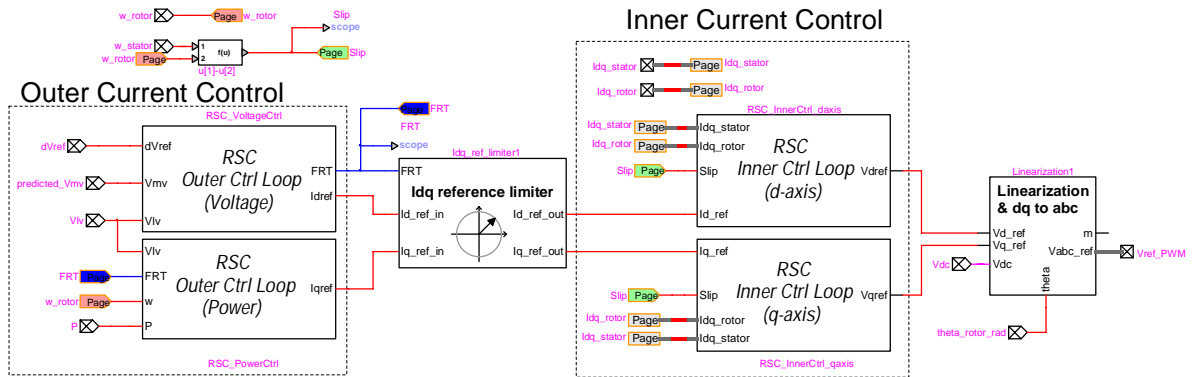 w_rotor
Page
w_rotor
Slip
scope
w_stator
w_rotor
Page
1
2
f(u)
u[1]-u[2]
Page
Slip
Outer Current Control
RSC_VoltageCtrl
dVref
predicted_Vmv
Vlv
dVref
Vmv
Vlv
RSC
Outer Ctrl Loop
(Voltage)
FRT
Idref
Page
FRT
FRT
scope
FRT
Page
w_rotor
Page
P
Vlv
FRT
w
P
RSC
Outer Ctrl Loop
(Power)
Iqref
RSC_PowerCtrl
Idq_ref_limiter1
FRT
Idq reference limiter
Id_ref_in
Id_ref_out
Iq_ref_in
Iq_ref_out
Inner Current Control
Idq_stator
Page
Idq_stator
Idq_rotor
Page
Idq_rotor
RSC_InnerCtrl_daxis
Idq_stator
Page
Idq_rotor
Page
Slip
Page
Idq_stator
Idq_rotor
Slip
Id_ref
RSC
Inner Ctrl Loop
(d-axis)
Vdref
Slip
Page
Idq_rotor
Page
Idq_stator
Page
Iq_ref
Slip
Idq_rotor
Idq_stator
RSC
Inner Ctrl Loop
(q-axis)
Vqref
RSC_InnerCtrl_qaxis
Linearization1
Linearization
& dq to abc
Vd_ref
Vq_ref
Vdc
Vdc
m
Vabc_ref
theta
Vref_PWM
theta_rotor_rad